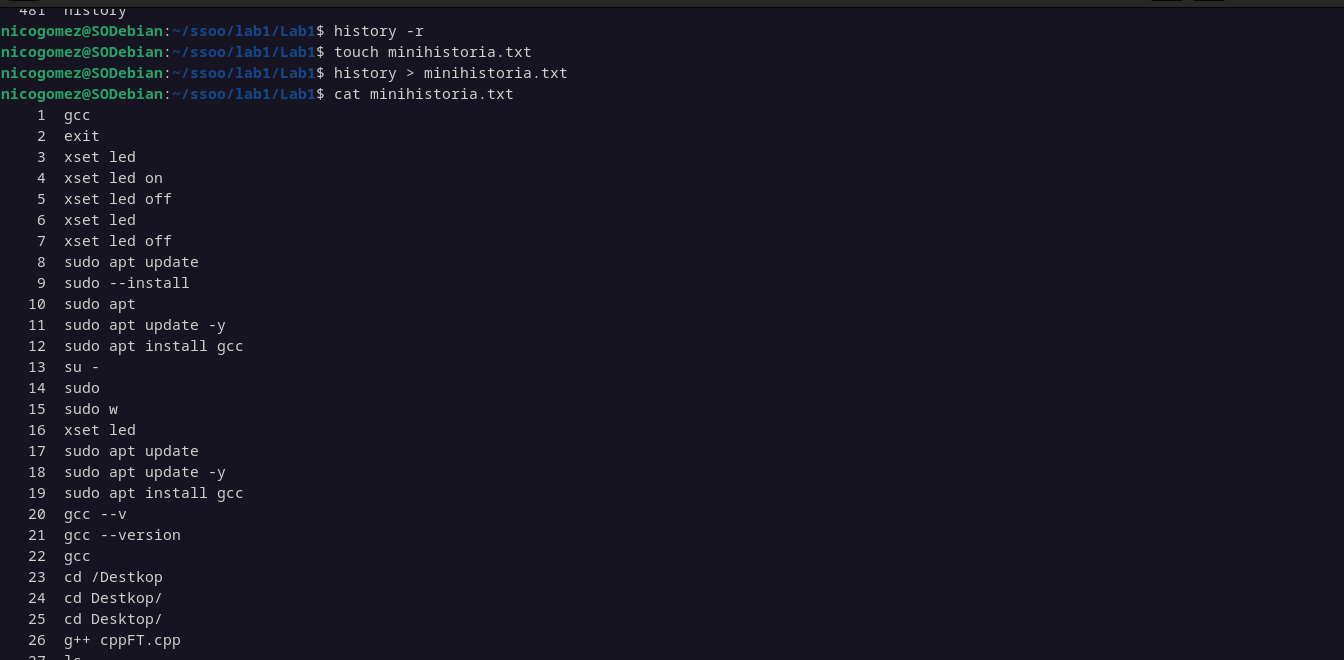 481 history
nicogomez@SODebian:~/ssoo/lab1/Lab1$ history -r
nicogomez@SODebian:~/ssoo/lab1/Lab1$ touch minihistoria.txt
nicogomez@SODebian:~/ssoo/lab1/Lab1$ history > minihistoria.txt
nicogomez@SODebian:~/ssoo/lab1/Lab1$ cat minihistoria.txt
1 gcc
2 exit
3 xset led
4 xset led on
5 xset led off
6 xset led
7 xset led off
8 sudo apt update
9 sudo --install
10 sudo apt
11 sudo apt update -y
12 sudo apt install gcc
13 su -
14 sudo
15 sudo w
16 xset led
17 sudo apt update
18 sudo apt update -y
19 sudo apt install gcc
20 gcc --v
21 gcc --version
22 gcc
23 cd /Destkop
24 cd Destkop/
25 cd Desktop/
26 g++ cppFT.cpp
27 ls